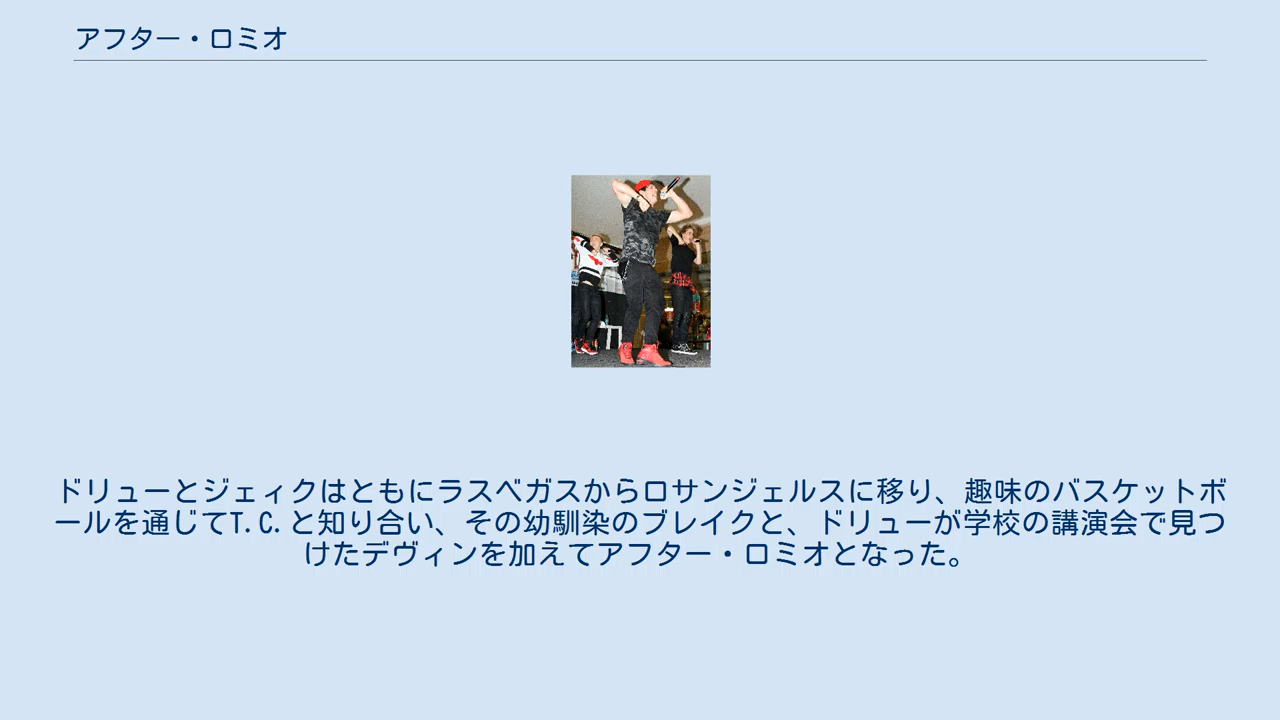 アフター・ロミオ
ドリューとジェィクはともにラスベガスからロサンジェルスに移り、趣味のバスケットボ
ールを通じてT.C.と知り合い、その幼馴染のブレイクと、ドリューが学校の講演会で見つ
けたデヴィンを加えてアフター・ロミオとなった。